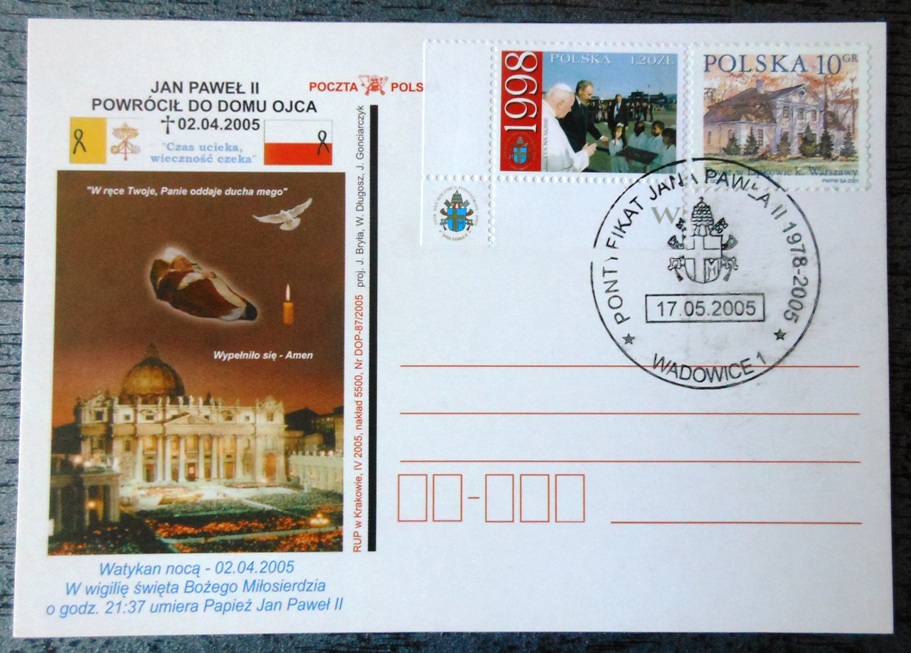 JAN PAWEŁ II
POWRÓCIŁ DO DOMU OJCA
✝02.04.2005
"Czas ucieka,
wieczność czeka"
"W ręce Twoje, Panie oddaje ducha mego"
Wypełniło się - Amen
Watykan nocą - 02.04.2005
W wigilię święta Bożego Miłosierdzia
o godz. 21:37 umiera Papież Jan Paweł II
RUP w Krakowie, IV 2005, nakład 5500, Nr DOP-87/2005 proj. J. Bryła, W. Długosz, J. Gonciarczyk
POCZTA POLS
1998
POLSKA 1.20ZŁ
POLSKA 10GR
k. Warszawy
W
PONTYFIKAT JANA PAWŁA II 1978-2005
17.05.2005
WADOWICE 1